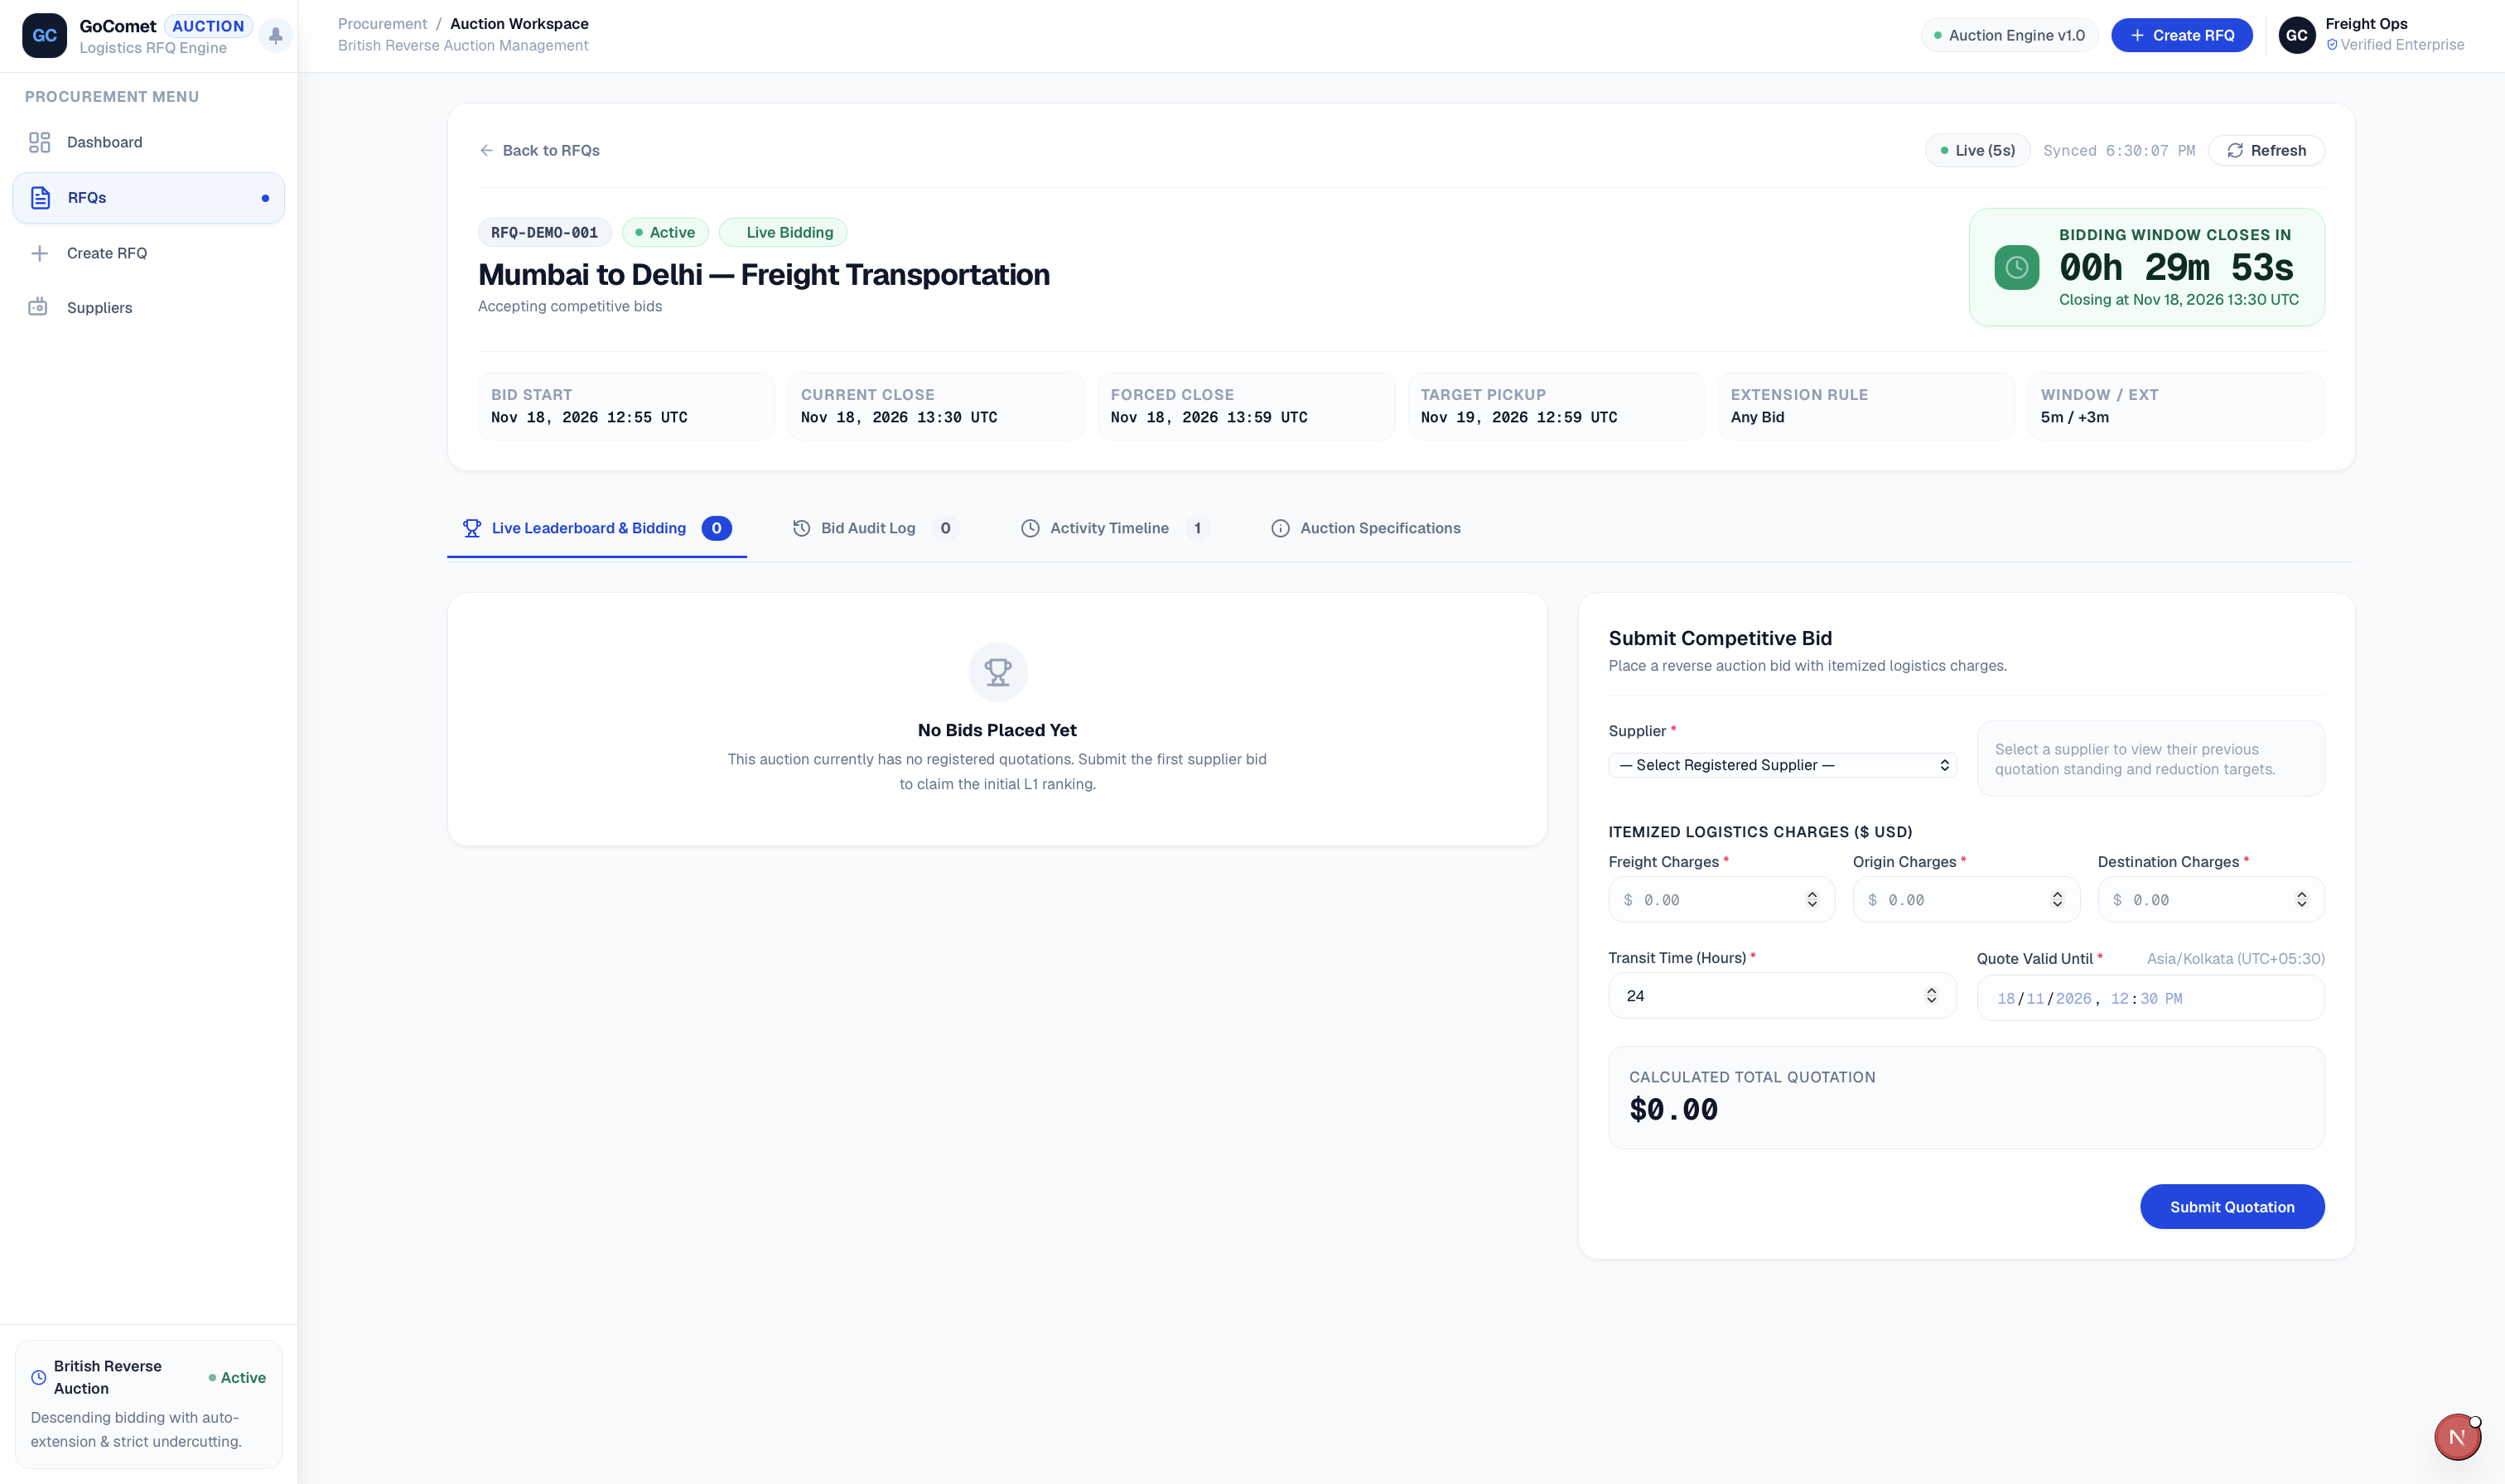 GC
GoComet AUCTION
Logistics RFQ Engine
Procurement / Auction Workspace
British Reverse Auction Management
Auction Engine v1.0
Create RFQ
GC
Freight Ops
Verified Enterprise
PROCUREMENT MENU
Dashboard
RFQs
Create RFQ
Suppliers
Back to RFQs
Live (5s)
Synced 6:30:07 PM
Refresh
RFQ-DEMO-001
Active
Live Bidding
Mumbai to Delhi — Freight Transportation
Accepting competitive bids
BIDDING WINDOW CLOSES IN
00h 29m 53s
Closing at Nov 18, 2026 13:30 UTC
BID START
Nov 18, 2026 12:55 UTC
CURRENT CLOSE
Nov 18, 2026 13:30 UTC
FORCED CLOSE
Nov 18, 2026 13:59 UTC
TARGET PICKUP
Nov 19, 2026 12:59 UTC
EXTENSION RULE
Any Bid
WINDOW / EXT
5m / +3m
Live Leaderboard & Bidding 0
Bid Audit Log 0
Activity Timeline 1
Auction Specifications
No Bids Placed Yet
This auction currently has no registered quotations. Submit the first supplier bid
to claim the initial L1 ranking.
Submit Competitive Bid
Place a reverse auction bid with itemized logistics charges.
Supplier *
— Select Registered Supplier —
Select a supplier to view their previous
quotation standing and reduction targets.
ITEMIZED LOGISTICS CHARGES ($ USD)
Freight Charges *
$ 0.00
Origin Charges *
$ 0.00
Destination Charges *
$ 0.00
Transit Time (Hours) *
24
Quote Valid Until *
Asia/Kolkata (UTC+05:30)
18/11/2026, 12:30 PM
CALCULATED TOTAL QUOTATION
$0.00
Submit Quotation
British Reverse
Auction
Active
Descending bidding with auto-
extension & strict undercutting.
N